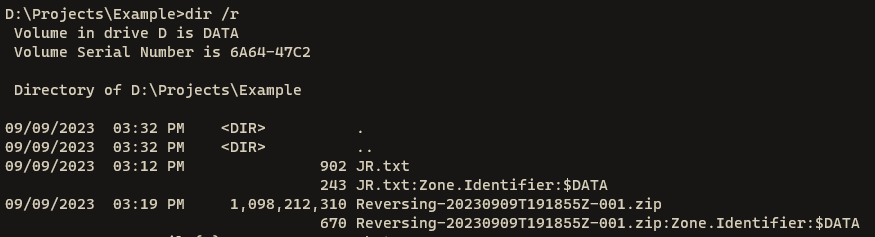 D:\Projects\Example>dir /r
Volume in drive D is DATA
Volume Serial Number is 6A64-47C2
Directory of D:\Projects\Example
09/09/2023  03:32 PM    <DIR>          .
09/09/2023  03:32 PM    <DIR>          ..
09/09/2023  03:12 PM               902 JR.txt
                                   243 JR.txt:Zone.Identifier:$DATA
09/09/2023  03:19 PM     1,098,212,310 Reversing-20230909T191855Z-001.zip
                                   670 Reversing-20230909T191855Z-001.zip:Zone.Identifier:$DATA